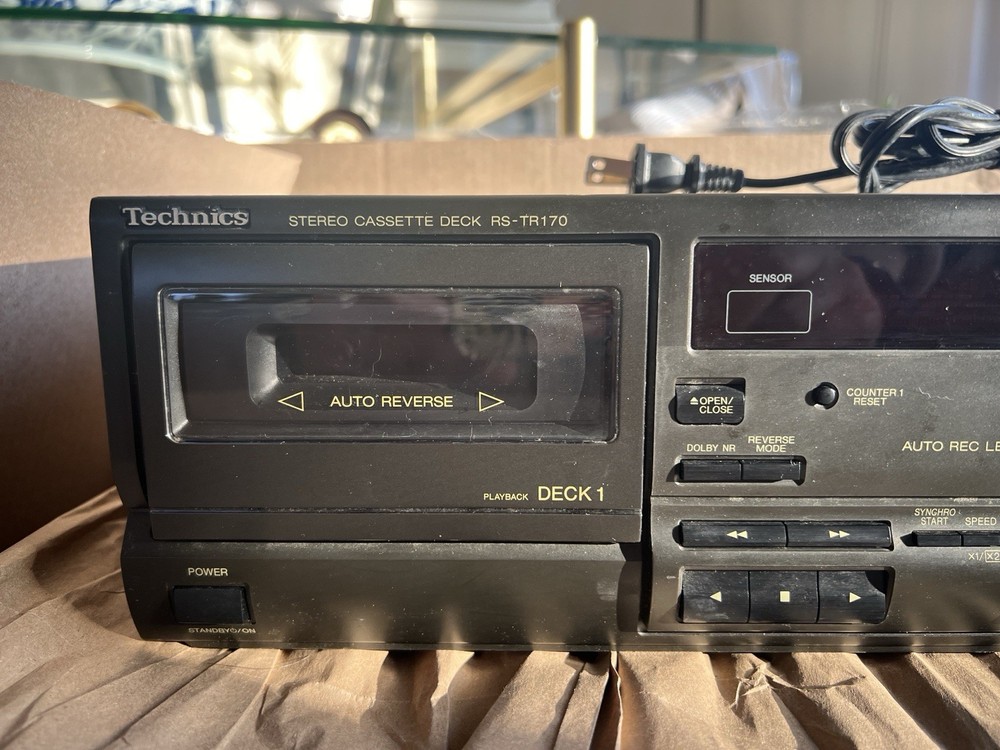 Technics
STEREO CASSETTE DECK RS-TR170
SENSOR
AUTO REVERSE
OPEN/
CLOSE
COUNTER 1
RESET
DOLBY NR
REVERSE
MODE
AUTO REC
PLAYBACK DECK 1
SYNCHRO
START
SPEED
X1/X2
POWER
STANDBY⏻/ON